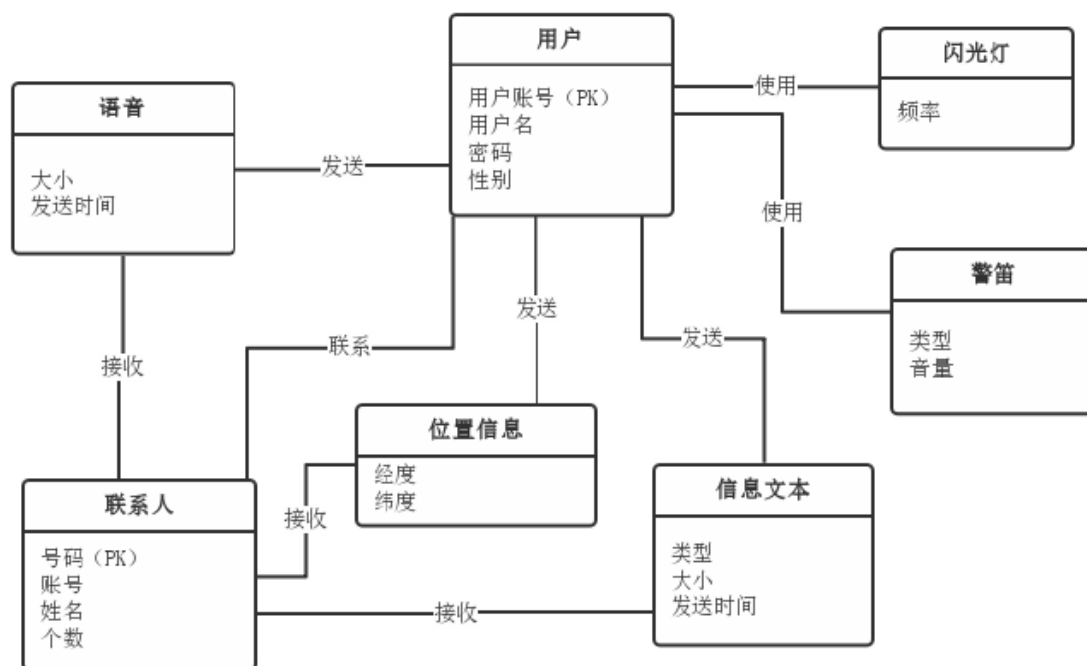 用户
用户账号（PK）
用户名
密码
性别
闪光灯
频率
使用
语音
大小
发送时间
发送
使用
警笛
类型
音量
发送
发送
联系
接收
位置信息
经度
纬度
信息文本
类型
大小
发送时间
联系人
号码（PK）
账号
姓名
个数
接收
接收